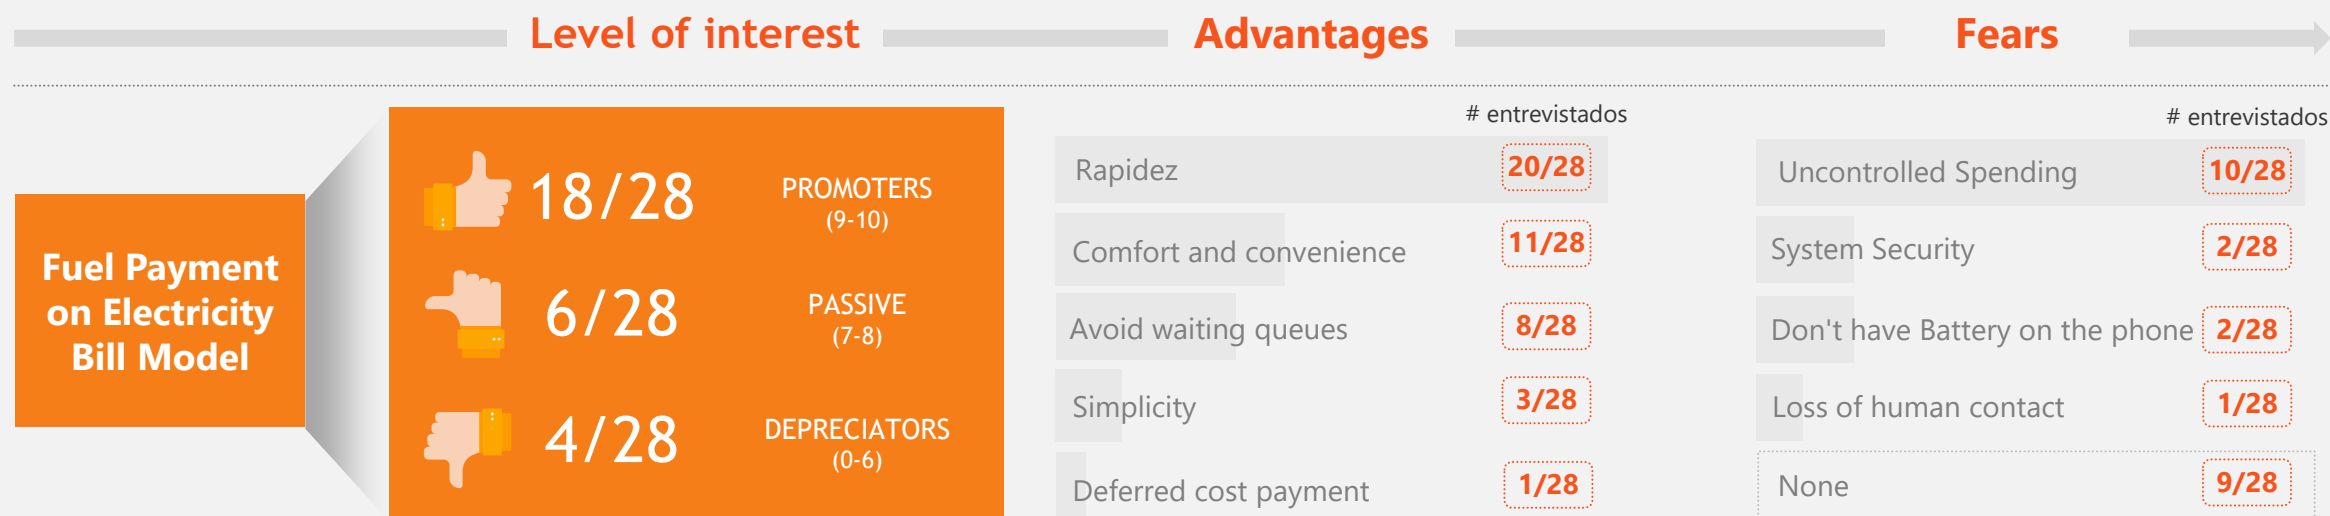 Level of interest
Advantages
Fears
Fuel Payment
on Electricity
Bill Model
18/28 PROMOTERS
(9-10)
6/28 PASSIVE
(7-8)
4/28 DEPRECIATORS
(0-6)
# entrevistados
Rapidez 20/28
Comfort and convenience 11/28
Avoid waiting queues 8/28
Simplicity 3/28
Deferred cost payment 1/28
# entrevistados
Uncontrolled Spending 10/28
System Security 2/28
Don't have Battery on the phone 2/28
Loss of human contact 1/28
None 9/28